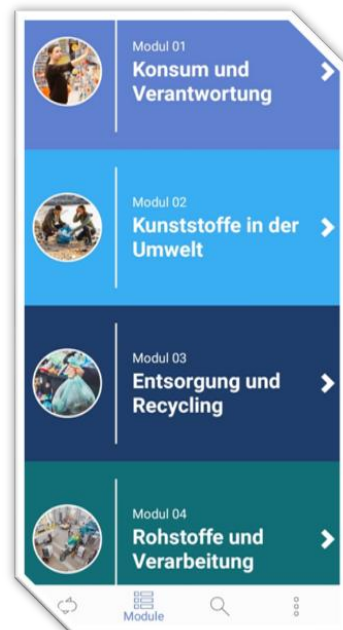 Modul 01
Konsum und
Verantwortung
Modul 02
Kunststoffe in der
Umwelt
Modul 03
Entsorgung und
Recycling
Modul 04
Rohstoffe und
Verarbeitung
Module